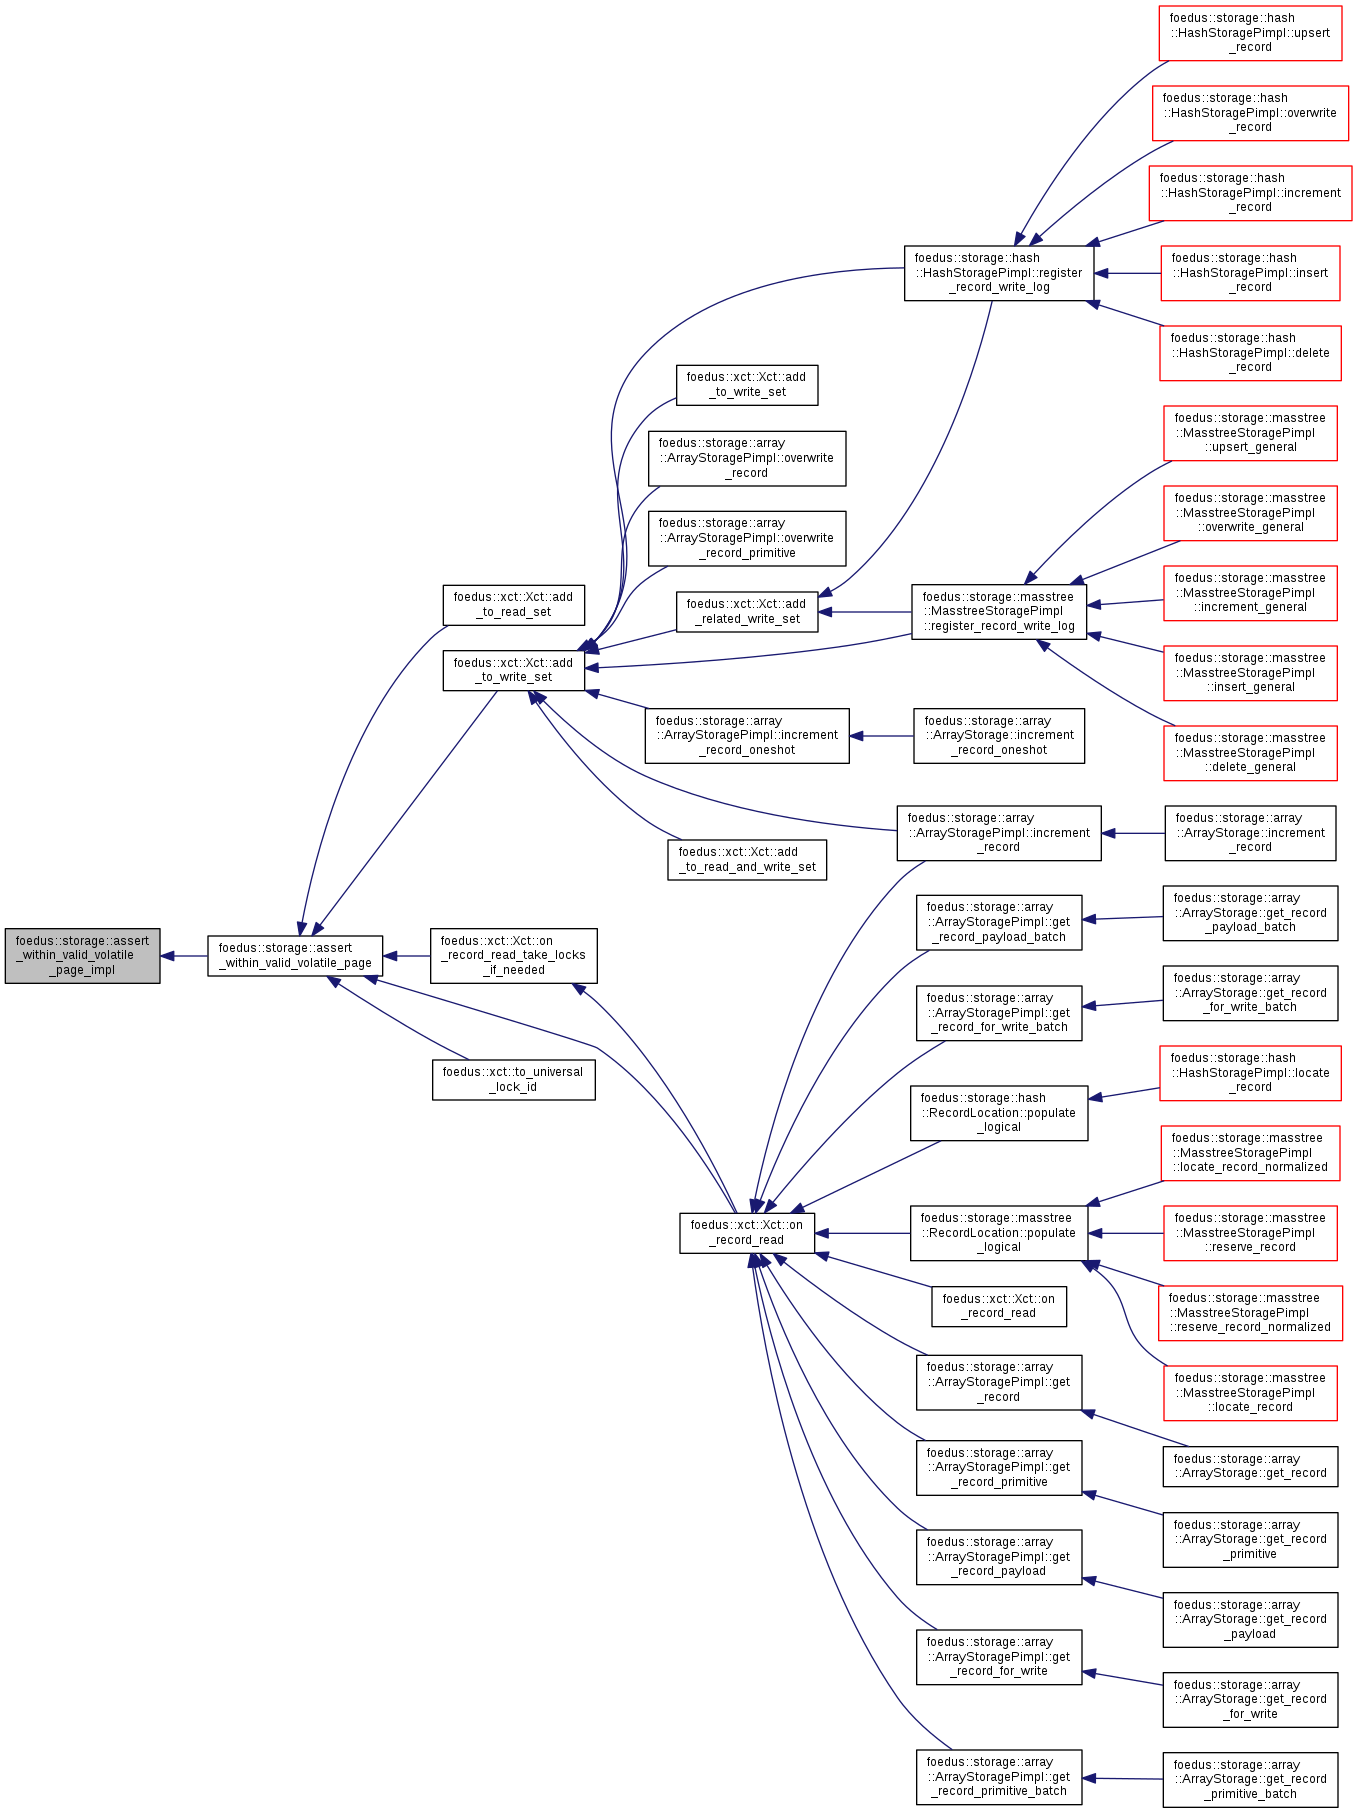 foedus::storage::hash
::HashStoragePimpl::upsert
_record
foedus::storage::hash
::HashStoragePimpl::overwrite
_record
foedus::storage::hash
::HashStoragePimpl::increment
_record
foedus::storage::hash
::HashStoragePimpl::register
_record_write_log
foedus::storage::hash
::HashStoragePimpl::insert
_record
foedus::storage::hash
::HashStoragePimpl::delete
_record
foedus::xct::Xct::add
_to_write_set
foedus::storage::masstree
::MasstreeStoragePimpl
::upsert_general
foedus::storage::array
::ArrayStoragePimpl::overwrite
_record
foedus::storage::masstree
::MasstreeStoragePimpl
::overwrite_general
foedus::storage::array
::ArrayStoragePimpl::overwrite
_record_primitive
foedus::storage::masstree
::MasstreeStoragePimpl
::increment_general
foedus::xct::Xct::add
_to_read_set
foedus::xct::Xct::add
_related_write_set
foedus::storage::masstree
::MasstreeStoragePimpl
::register_record_write_log
foedus::xct::Xct::add
_to_write_set
foedus::storage::masstree
::MasstreeStoragePimpl
::insert_general
foedus::storage::array
::ArrayStoragePimpl::increment
_record_oneshot
foedus::storage::array
::ArrayStorage::increment
_record_oneshot
foedus::storage::masstree
::MasstreeStoragePimpl
::delete_general
foedus::storage::array
::ArrayStoragePimpl::increment
_record
foedus::storage::array
::ArrayStorage::increment
_record
foedus::xct::Xct::add
_to_read_and_write_set
foedus::storage::array
::ArrayStoragePimpl::get
_record_payload_batch
foedus::storage::array
::ArrayStorage::get_record
_payload_batch
foedus::storage::assert
_within_valid_volatile
_page_impl
foedus::storage::assert
_within_valid_volatile_page
foedus::xct::Xct::on
_record_read_take_locks
_if_needed
foedus::storage::array
::ArrayStoragePimpl::get
_record_for_write_batch
foedus::storage::array
::ArrayStorage::get_record
_for_write_batch
foedus::xct::to_universal
_lock_id
foedus::storage::hash
::RecordLocation::populate
_logical
foedus::storage::hash
::HashStoragePimpl::locate
_record
foedus::storage::masstree
::MasstreeStoragePimpl
::locate_record_normalized
foedus::xct::Xct::on
_record_read
foedus::storage::masstree
::RecordLocation::populate
_logical
foedus::storage::masstree
::MasstreeStoragePimpl
::reserve_record
foedus::xct::Xct::on
_record_read
foedus::storage::masstree
::MasstreeStoragePimpl
::reserve_record_normalized
foedus::storage::array
::ArrayStoragePimpl::get
_record
foedus::storage::masstree
::MasstreeStoragePimpl
::locate_record
foedus::storage::array
::ArrayStorage::get_record
foedus::storage::array
::ArrayStoragePimpl::get
_record_primitive
foedus::storage::array
::ArrayStorage::get_record
_primitive
foedus::storage::array
::ArrayStoragePimpl::get
_record_payload
foedus::storage::array
::ArrayStorage::get_record
_payload
foedus::storage::array
::ArrayStoragePimpl::get
_record_for_write
foedus::storage::array
::ArrayStorage::get_record
_for_write
foedus::storage::array
::ArrayStoragePimpl::get
_record_primitive_batch
foedus::storage::array
::ArrayStorage::get_record
_primitive_batch